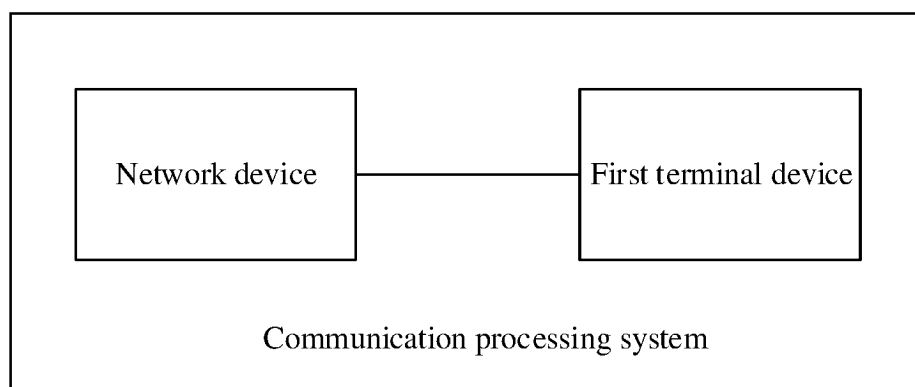 Network device
First terminal device
Communication processing system